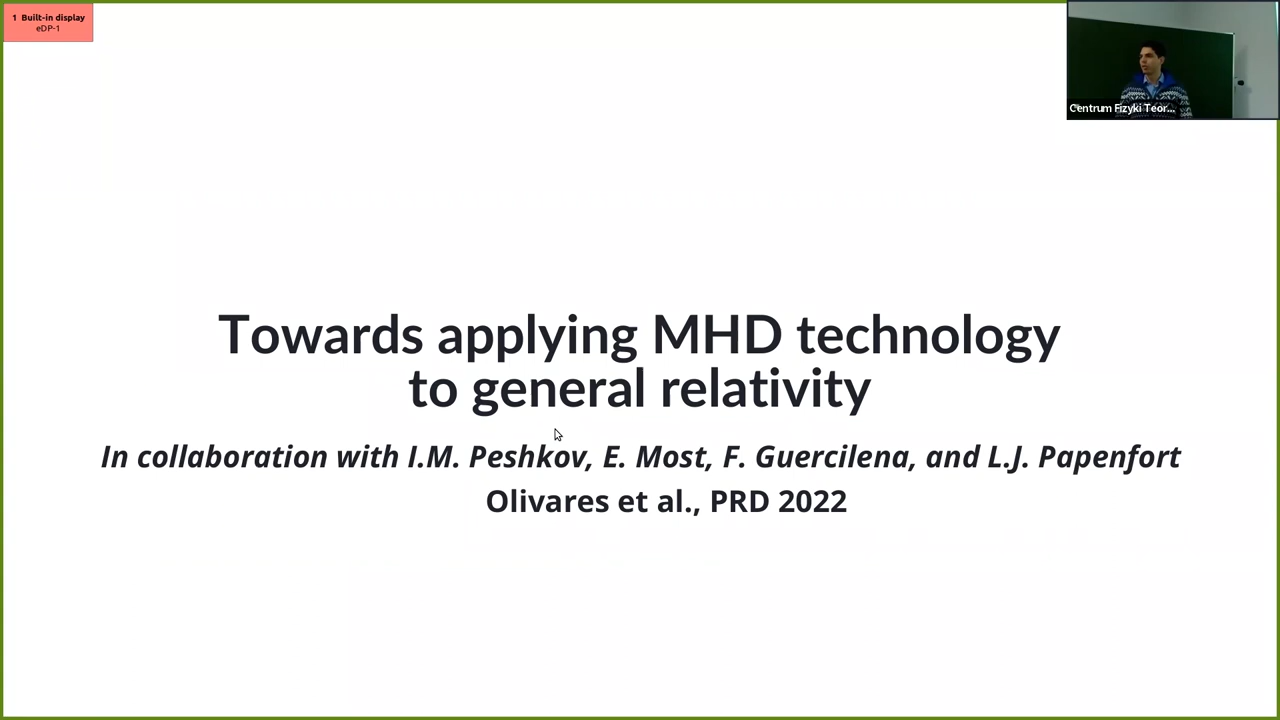 1 Built-in display
eDP-1
Centrum Fizyki Teor...
Towards applying MHD technology
to general relativity
In collaboration with I.M. Peshkov, E. Most, F. Guercilena, and L.J. Papenfort
Olivares et al., PRD 2022